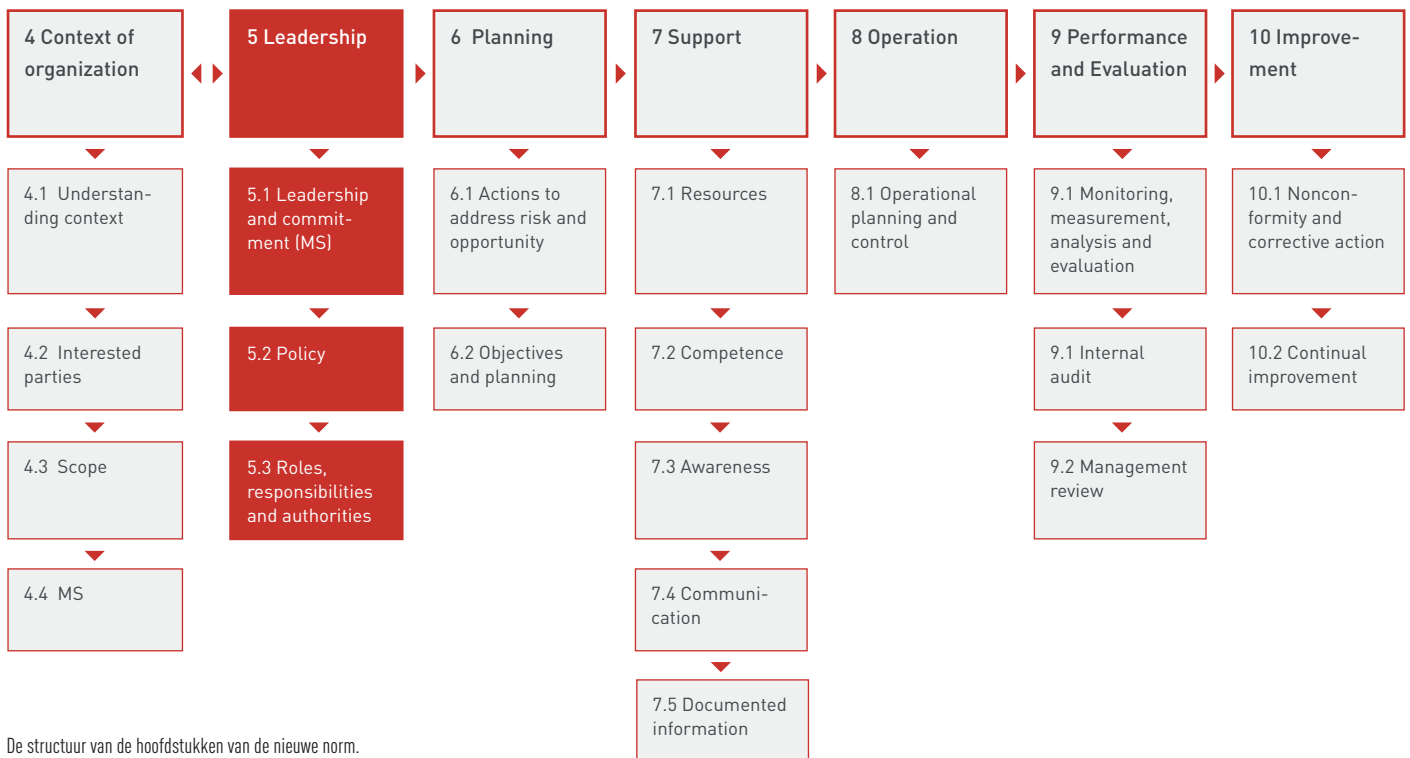 4 Context of
organization
5 Leadership
6 Planning
7 Support
8 Operation
9 Performance
and Evaluation
10 Improve-
ment
4.1 Understan-
ding context
5.1 Leadership
and commit-
ment (MS)
6.1 Actions to
address risk and
opportunity
7.1 Resources
8.1 Operational
planning and
control
9.1 Monitoring,
measurement,
analysis and
evaluation
10.1 Noncon-
formity and
corrective action
4.2 Interested
parties
5.2 Policy
6.2 Objectives
and planning
7.2 Competence
9.1 Internal
audit
10.2 Continual
improvement
4.3 Scope
5.3 Roles,
responsibilities
and authorities
7.3 Awareness
9.2 Management
review
4.4 MS
7.4 Communi-
cation
7.5 Documented
information
De structuur van de hoofdstukken van de nieuwe norm.